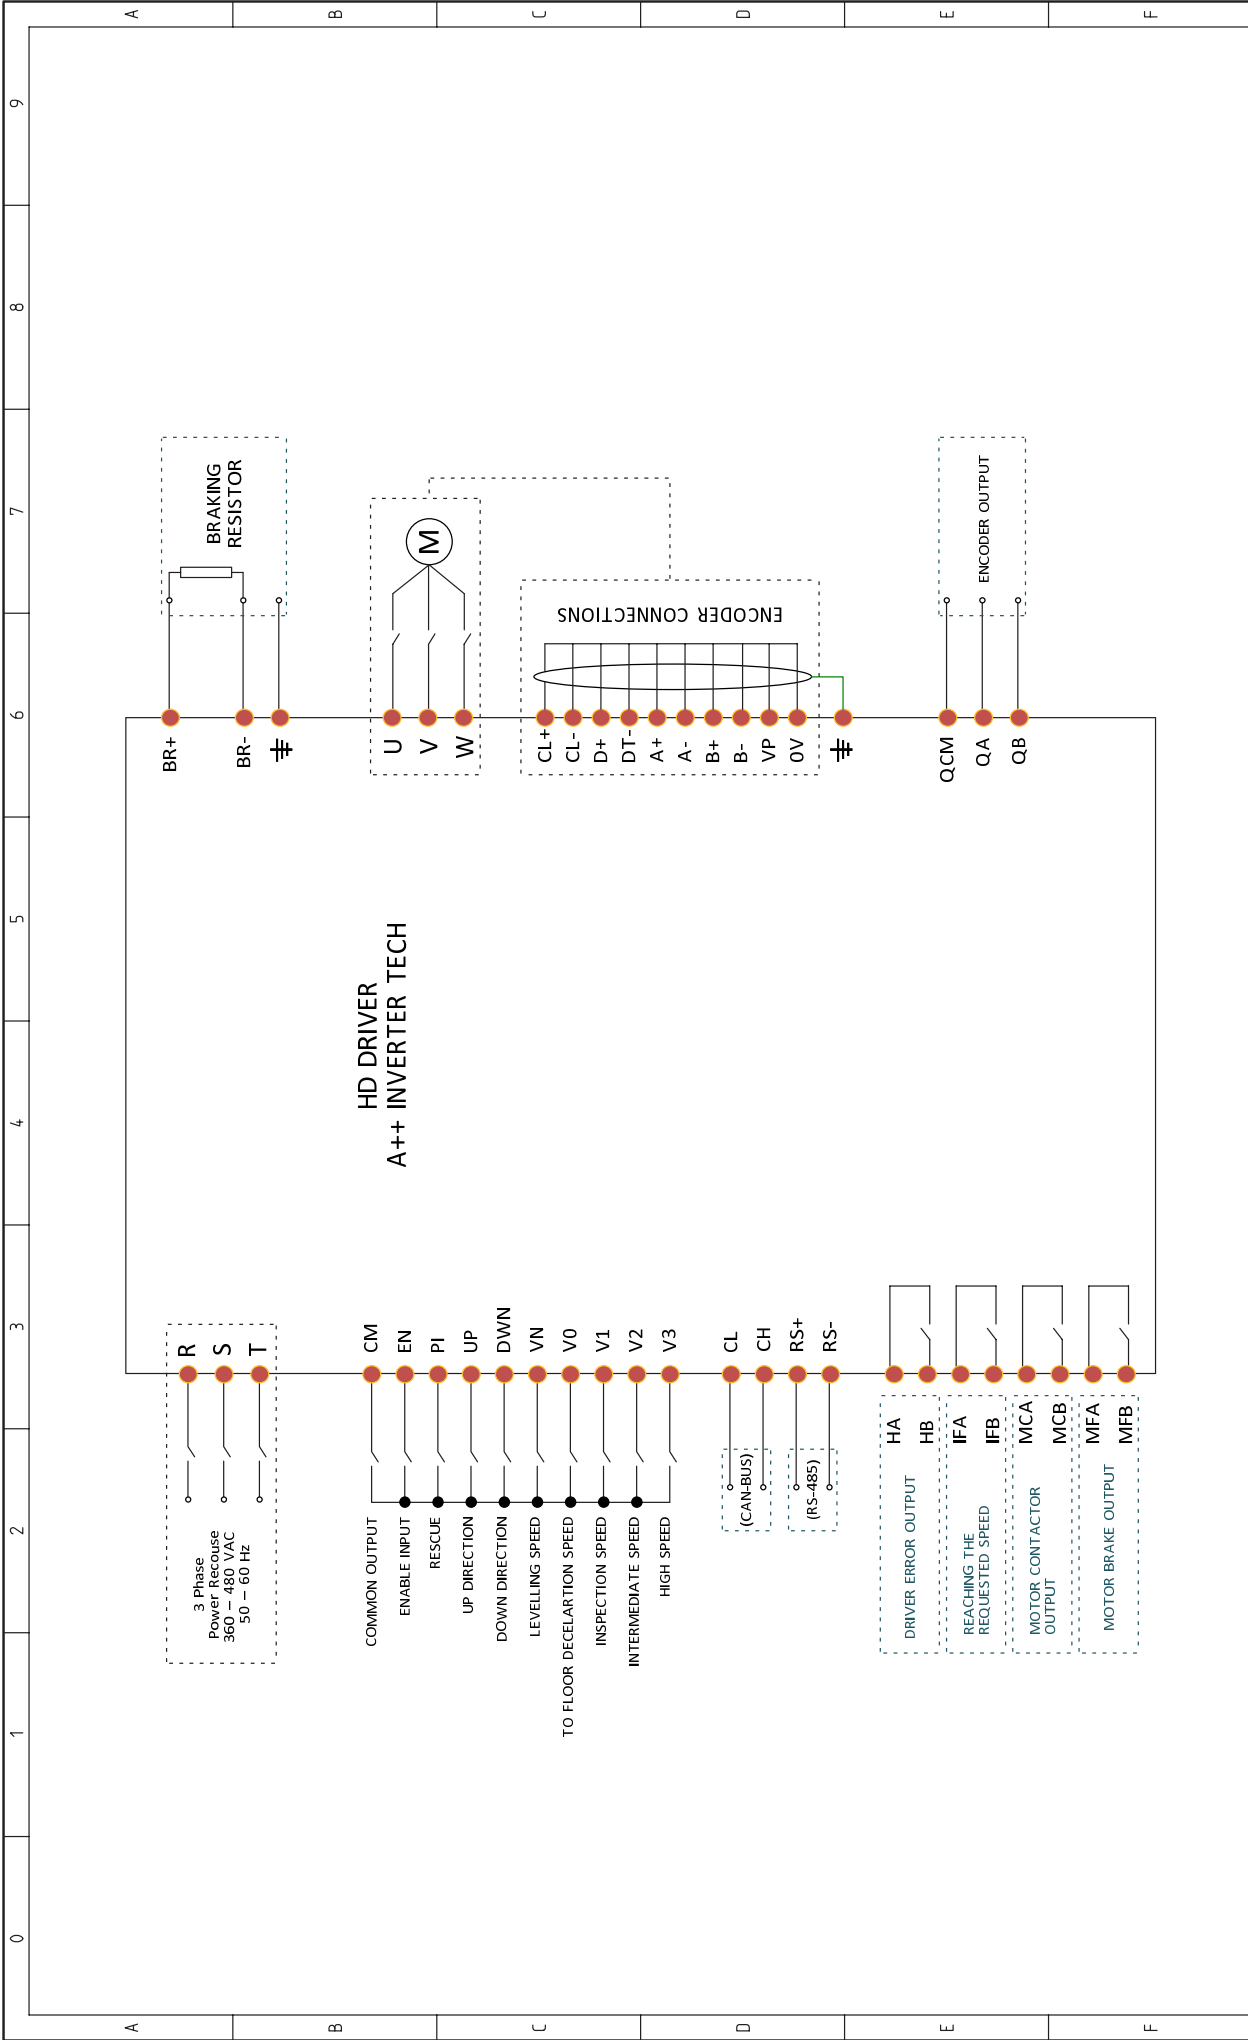 0
1
2
3
4
5
6
7
8
9
A
A
B
B
C
C
D
D
E
E
F
F
3 Phase
Power Recouse
360 – 480 VAC
50 – 60 Hz
R
S
T
COMMON OUTPUT
CM
ENABLE INPUT
EN
RESCUE
PI
UP DIRECTION
UP
DOWN DIRECTION
DWN
LEVELLING SPEED
VN
TO FLOOR DECELARTION SPEED
V0
INSPECTION SPEED
V1
INTERMEDIATE SPEED
V2
HIGH SPEED
V3
(CAN-BUS)
CL
CH
(RS-485)
RS+
RS-
DRIVER ERROR OUTPUT
HA
HB
REACHING THE
REQUESTED SPEED
IFA
IFB
MOTOR CONTACTOR
OUTPUT
MCA
MCB
MOTOR BRAKE OUTPUT
MFA
MFB
HD DRIVER
A++ INVERTER TECH
BR+
BR-
BRAKING
RESISTOR
U
V
W
M
CL+
CL-
D+
DT-
A+
A-
B+
B-
VP
0V
ENCODER CONNECTIONS
QCM
QA
QB
ENCODER OUTPUT